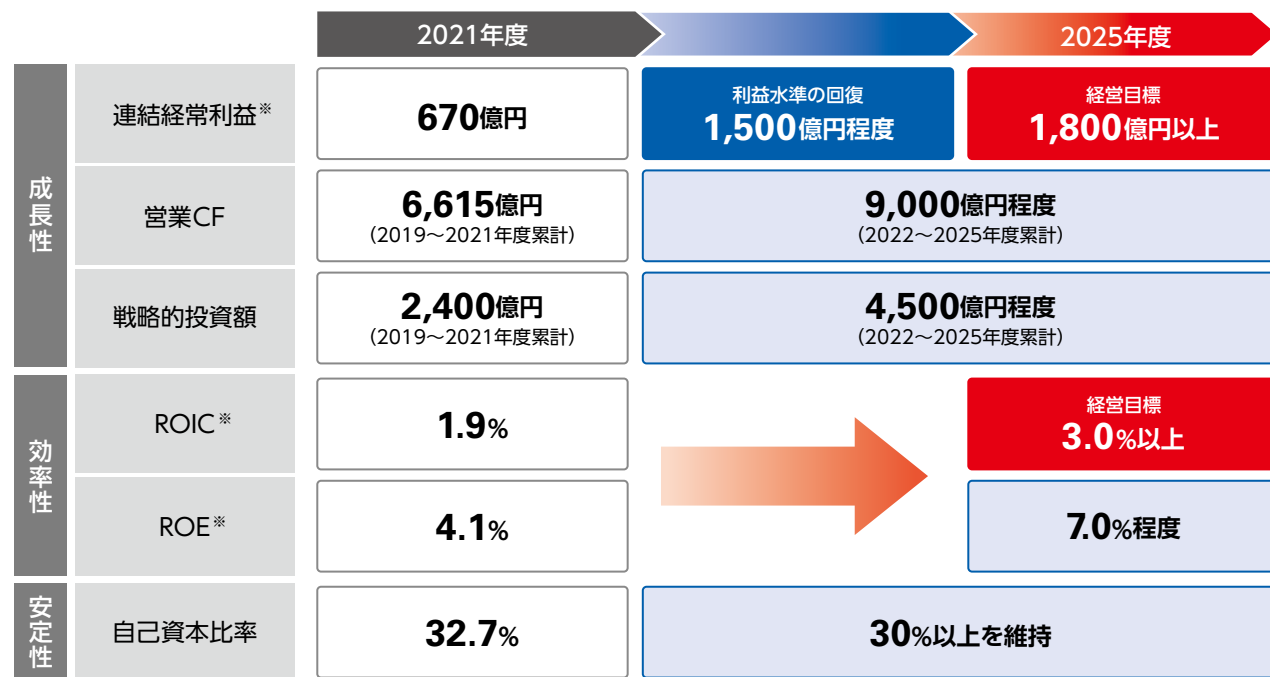 2021年度
2025年度
成長性
連結経常利益※
670億円
利益水準の回復
1,500億円程度
経営目標
1,800億円以上
営業CF
6,615億円
(2019〜2021年度累計)
9,000億円程度
(2022〜2025年度累計)
戦略的投資額
2,400億円
(2019〜2021年度累計)
4,500億円程度
(2022〜2025年度累計)
効率性
ROIC※
1.9%
経営目標
3.0%以上
ROE※
4.1%
7.0%程度
安定性
自己資本比率
32.7%
30%以上を維持